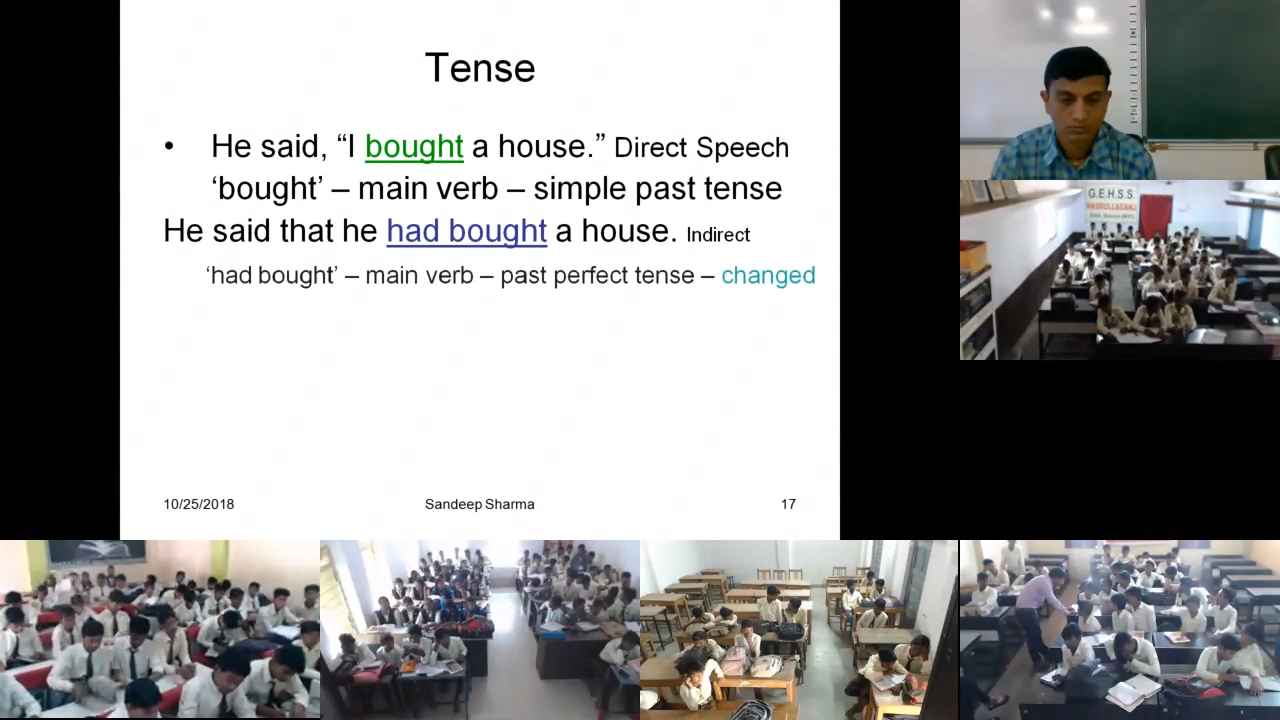 Tense
• He said, “I bought a house.” Direct Speech
‘bought’ – main verb – simple past tense
He said that he had bought a house. Indirect
‘had bought’ – main verb – past perfect tense – changed
10/25/2018 Sandeep Sharma 17
G.E.H.S.S.
NASRULLAGANJ